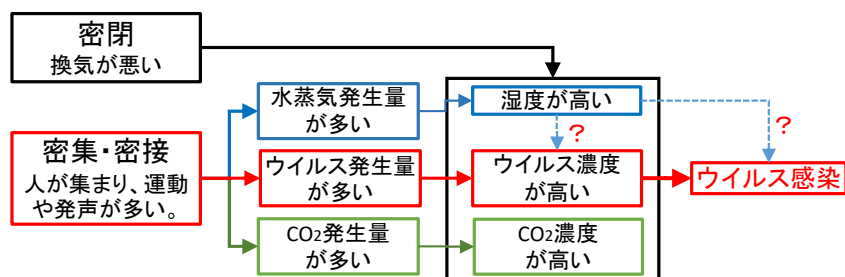 密閉
換気が悪い
密集・密接
人が集まり、運動
や発声が多い。
水蒸気発生量
が多い
ウイルス発生量
が多い
CO2発生量
が多い
湿度が高い
?
ウイルス濃度
が高い
CO2濃度
が高い
?
ウイルス感染